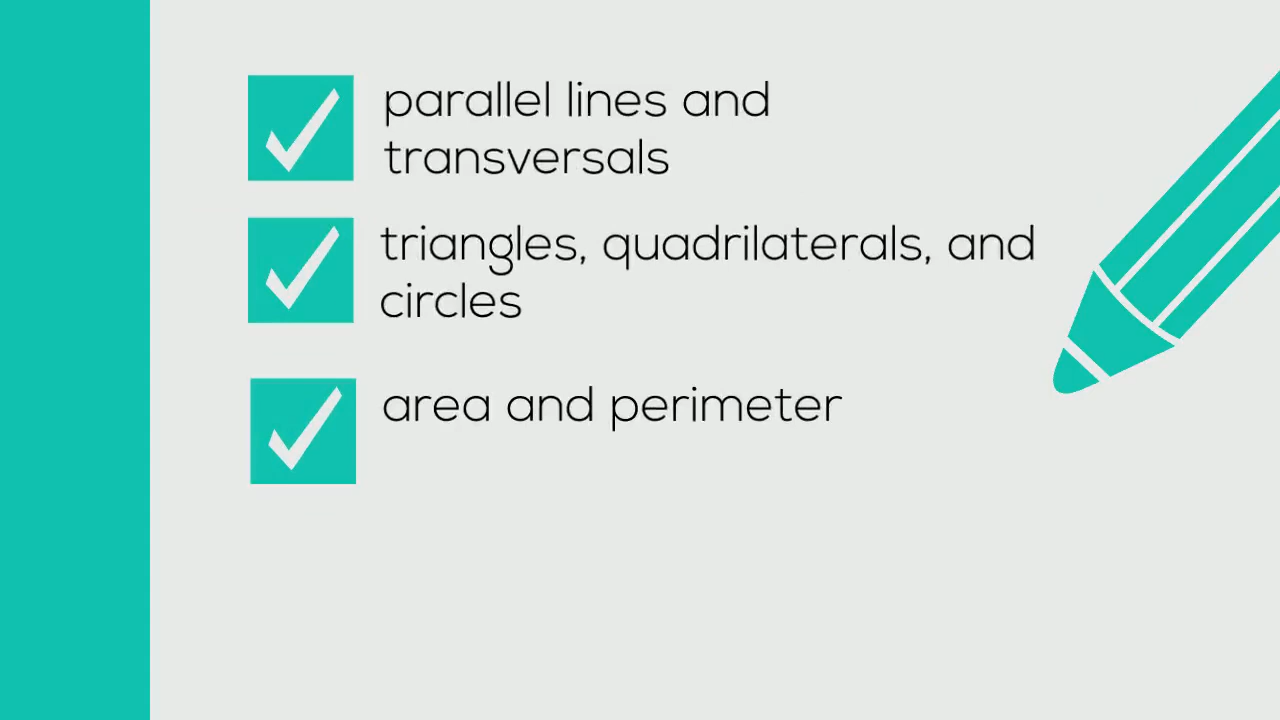 parallel lines and
transversals
triangles, quadrilaterals, and
circles
area and perimeter